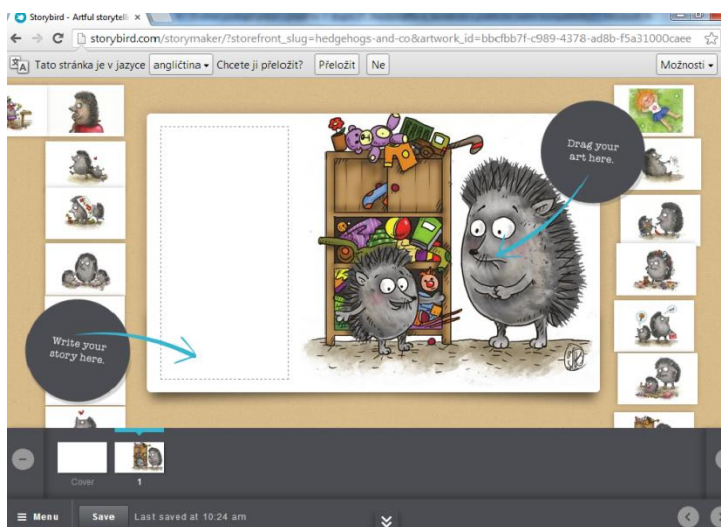 Storybird - Artful storytelli
storybird.com/storymaker/?storefront_slug=hedgehogs-and-co&artwork_id=bbcfbb7f-c989-4378-ad8b-f5a31000caee
Tato stránka je v jazyce angličtina Chcete ji přeložit? Přeložit Ne Možnosti
Drag your
art here.
Write your
story here.
Cover 1
Menu Save Last saved at 10:24 am